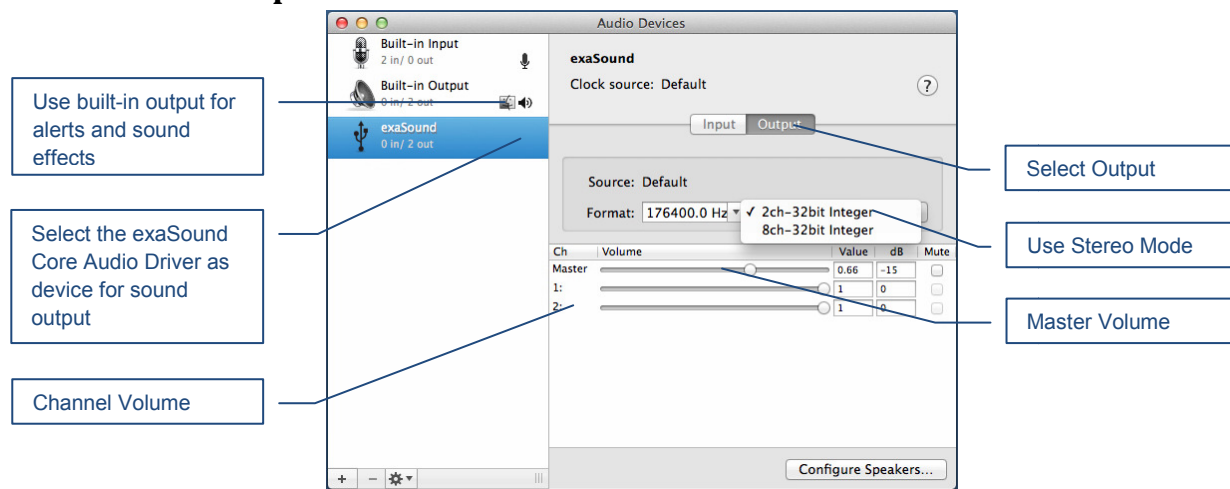 Audio Devices
Built-in Input
2 in/ 0 out
Built-in Output
0 in/ 2 out
exaSound
0 in/ 2 out
exaSound
Clock source: Default
?
Input Output
Source: Default
Format: 176400.0 Hz
✓ 2ch-32bit Integer
8ch-32bit Integer
Ch Volume Value dB Mute
Master 0.66 -15
1: 1 0
2: 1 0
Configure Speakers...
Use built-in output for
alerts and sound
effects
Select the exaSound
Core Audio Driver as
device for sound
output
Channel Volume
Select Output
Use Stereo Mode
Master Volume